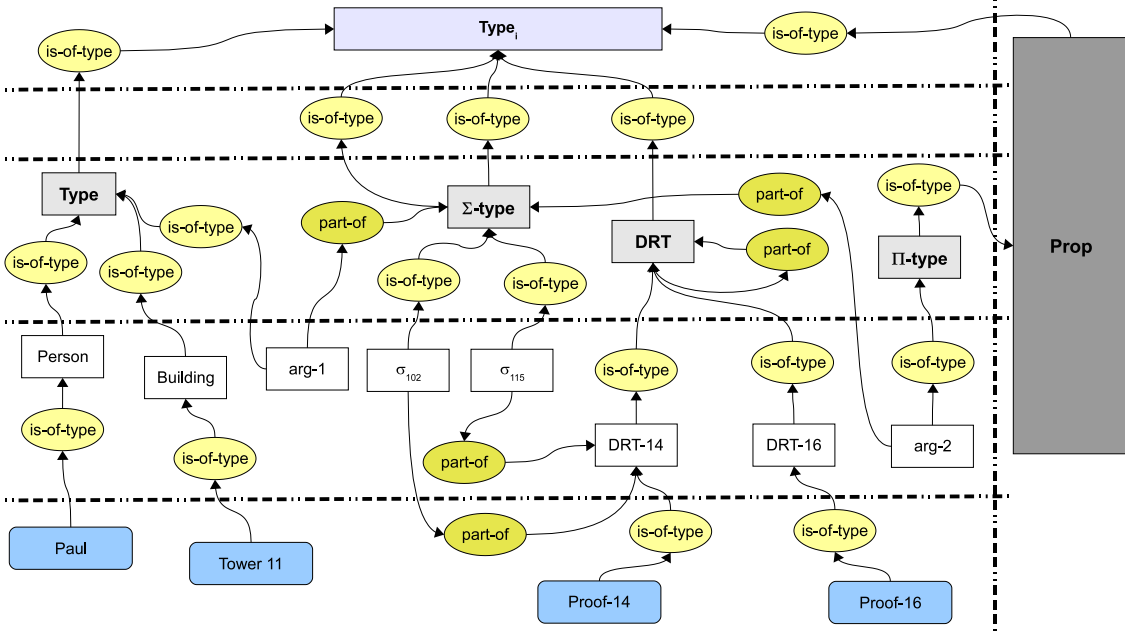 Type_i
is-of-type
is-of-type
is-of-type
is-of-type
is-of-type
Type
Σ-type
part-of
is-of-type
is-of-type
part-of
DRT
part-of
Prop
is-of-type
is-of-type
is-of-type
is-of-type
Π-type
Person
Building
arg-1
σ_102
σ_115
is-of-type
is-of-type
is-of-type
is-of-type
is-of-type
part-of
DRT-14
DRT-16
arg-2
Paul
Tower 11
part-of
is-of-type
is-of-type
Proof-14
Proof-16